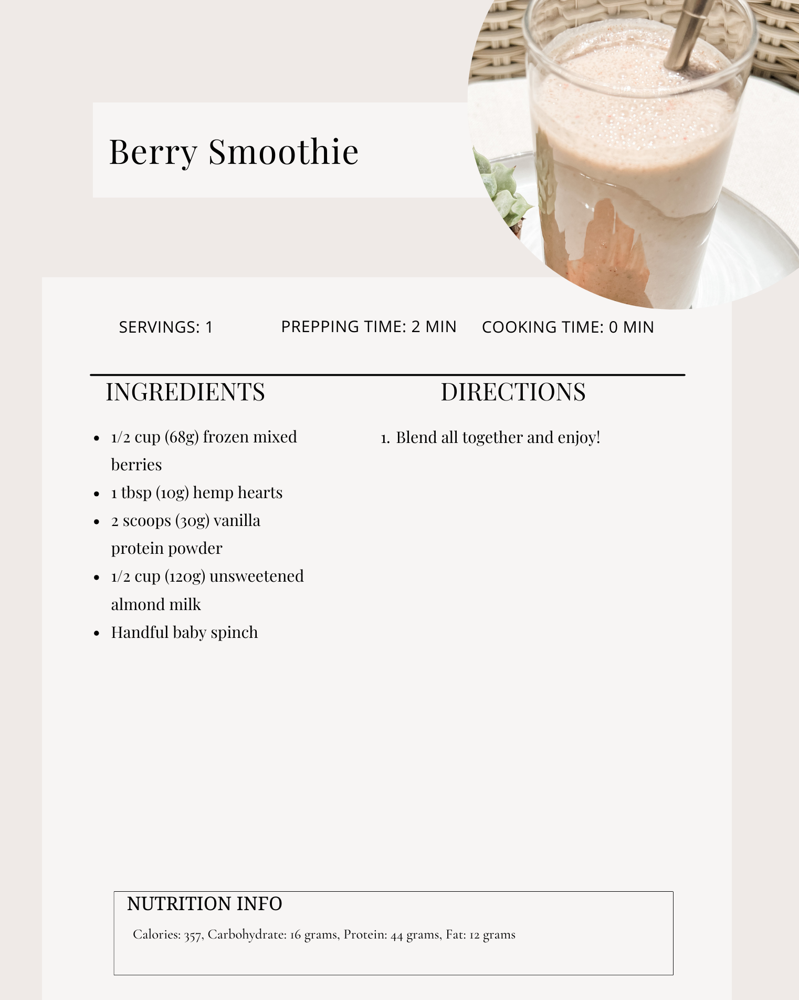 Berry Smoothie
SERVINGS: 1
PREPPING TIME: 2 MIN
COOKING TIME: 0 MIN
INGREDIENTS
• 1/2 cup (68g) frozen mixed
berries
• 1 tbsp (10g) hemp hearts
• 2 scoops (30g) vanilla
protein powder
• 1/2 cup (120g) unsweetened
almond milk
• Handful baby spinch
DIRECTIONS
1. Blend all together and enjoy!
NUTRITION INFO
Calories: 357, Carbohydrate: 16 grams, Protein: 44 grams, Fat: 12 grams